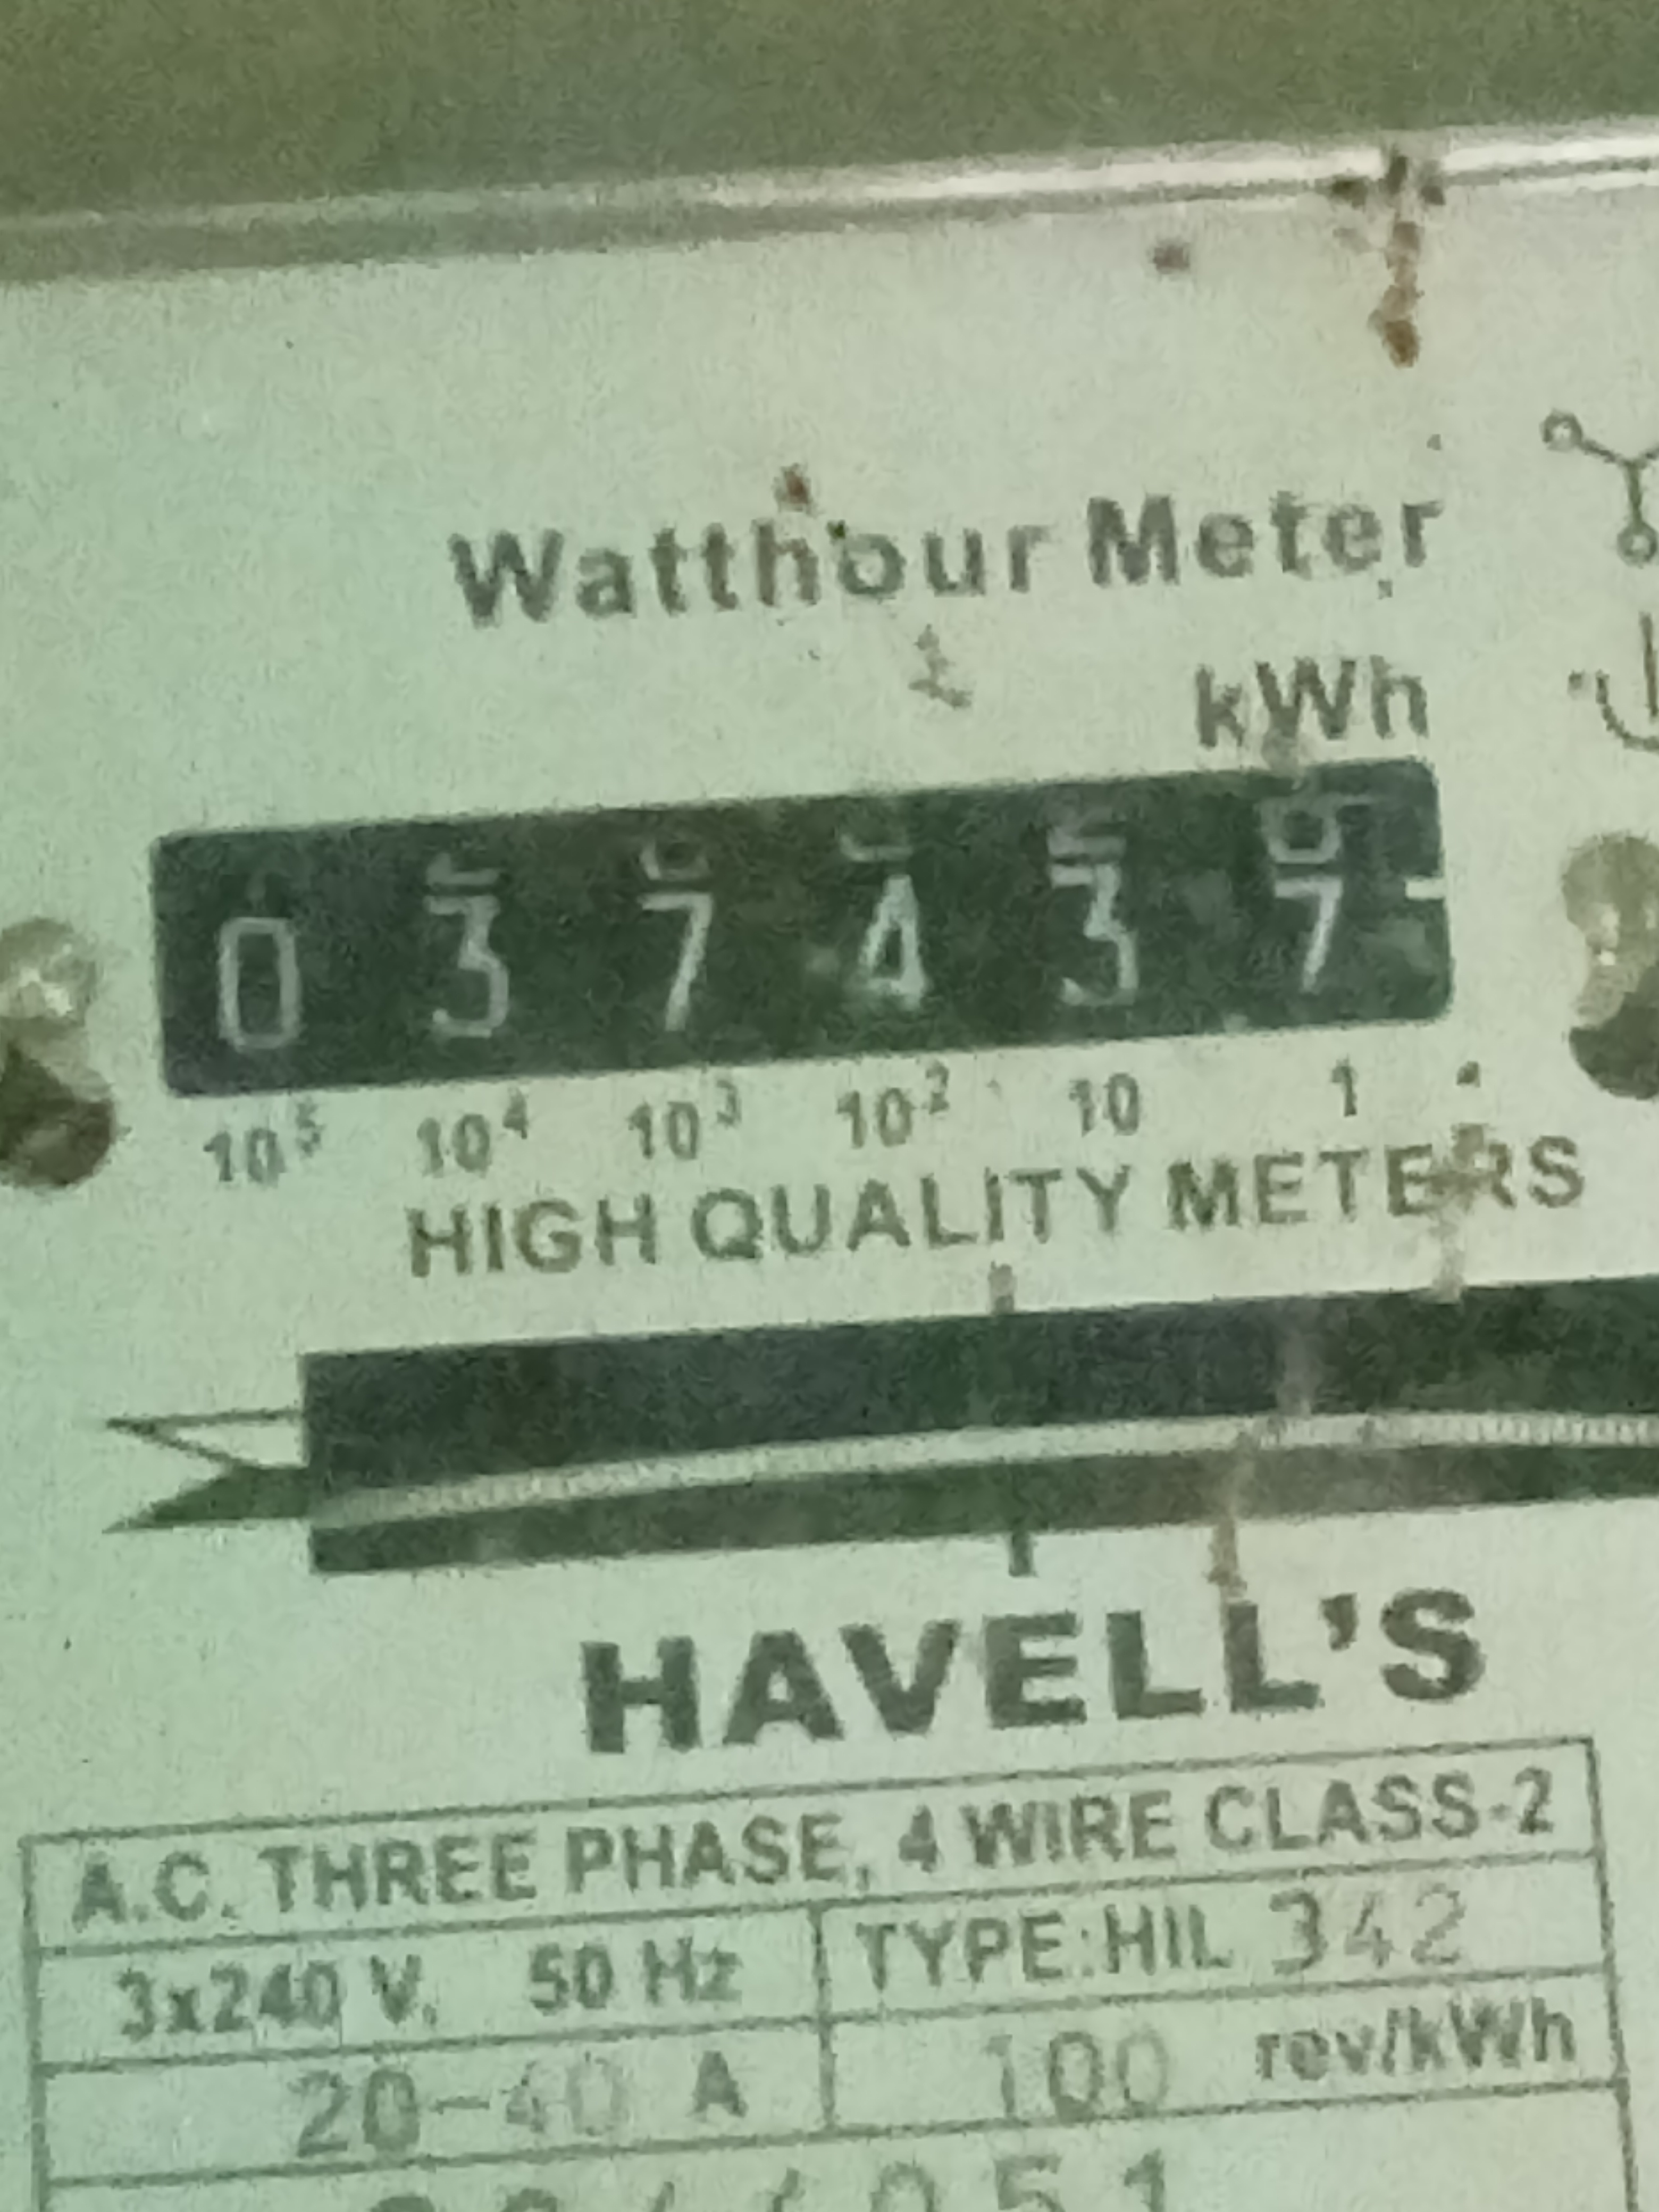 Watthour Meter
kWh
0 3 7 4 3 7
10⁵ 10⁴ 10³ 10² 10 1
HIGH QUALITY METERS
HAVELL'S
A.C. THREE PHASE, 4 WIRE CLASS-2
3x240 V. 50 Hz TYPE:HIL 342
20-40 A 100 rev/kWh